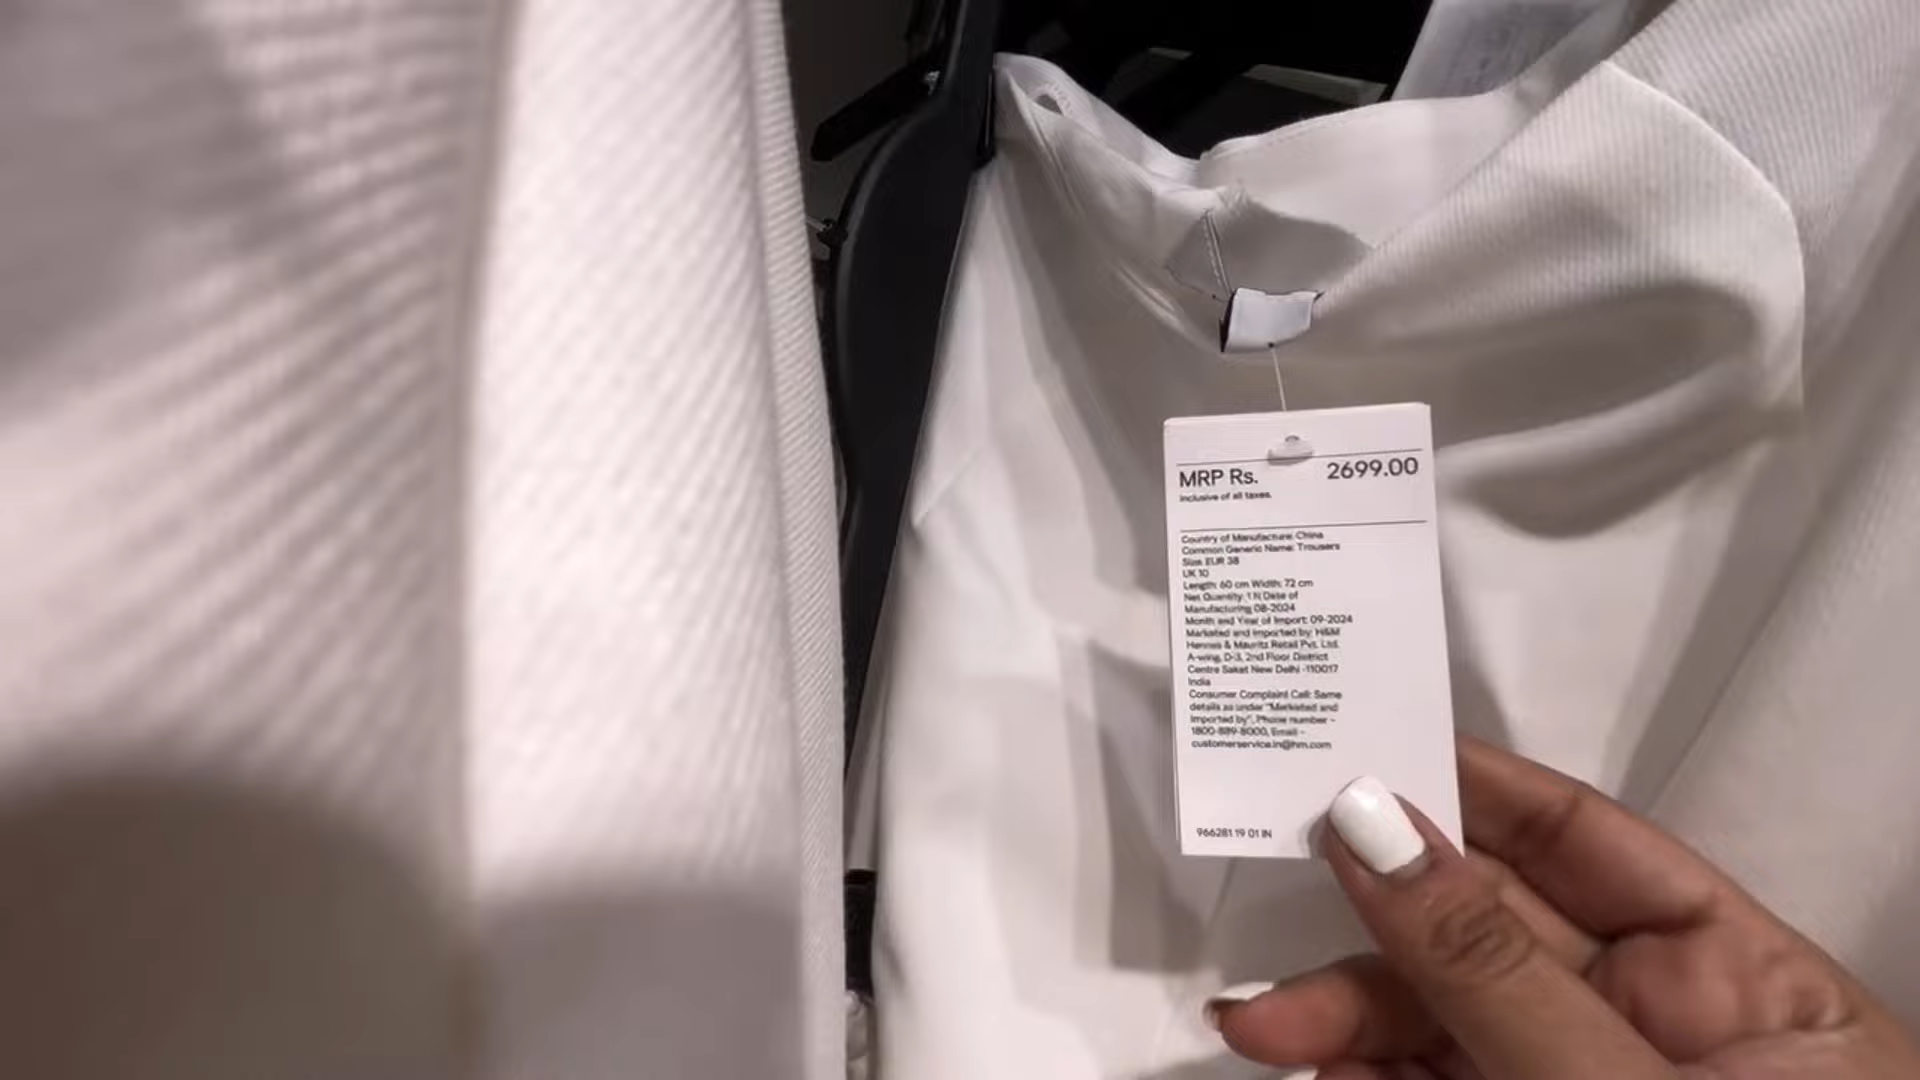 MRP Rs. 2699.00
Inclusive of all taxes.
Country of Manufacture: China
Common Generic Name: Trousers
Size: EUR 38
UK 10
Length: 60 cm Width: 72 cm
Net Quantity: 1 N Date of
Manufacturing 08-2024
Month and Year of Import: 09-2024
Marketed and Imported by: H&M
Hennes & Mauritz Retail Pvt. Ltd.
A-wing, D-3, 2nd Floor District
Centre Saket New Delhi -110017
India
Consumer Complaint Cell: Same
details as under "Marketed and
Imported by", Phone number -
1800-889-8000, Email -
customerservice.in@hm.com
966281 19 01 IN